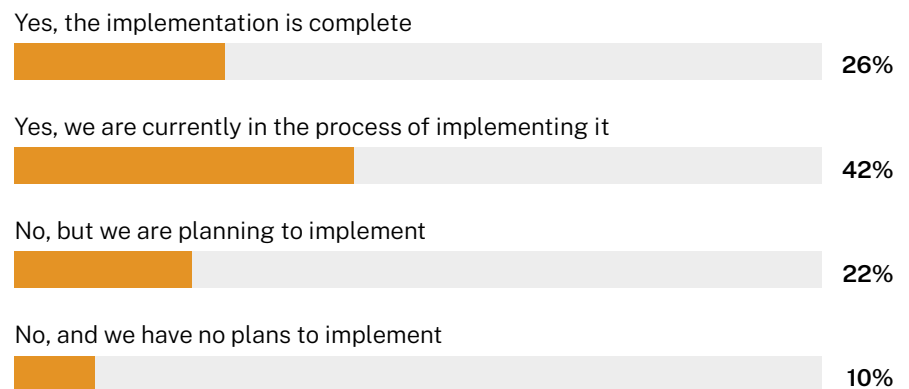 Yes, the implementation is complete
26%
Yes, we are currently in the process of implementing it
42%
No, but we are planning to implement
22%
No, and we have no plans to implement
10%